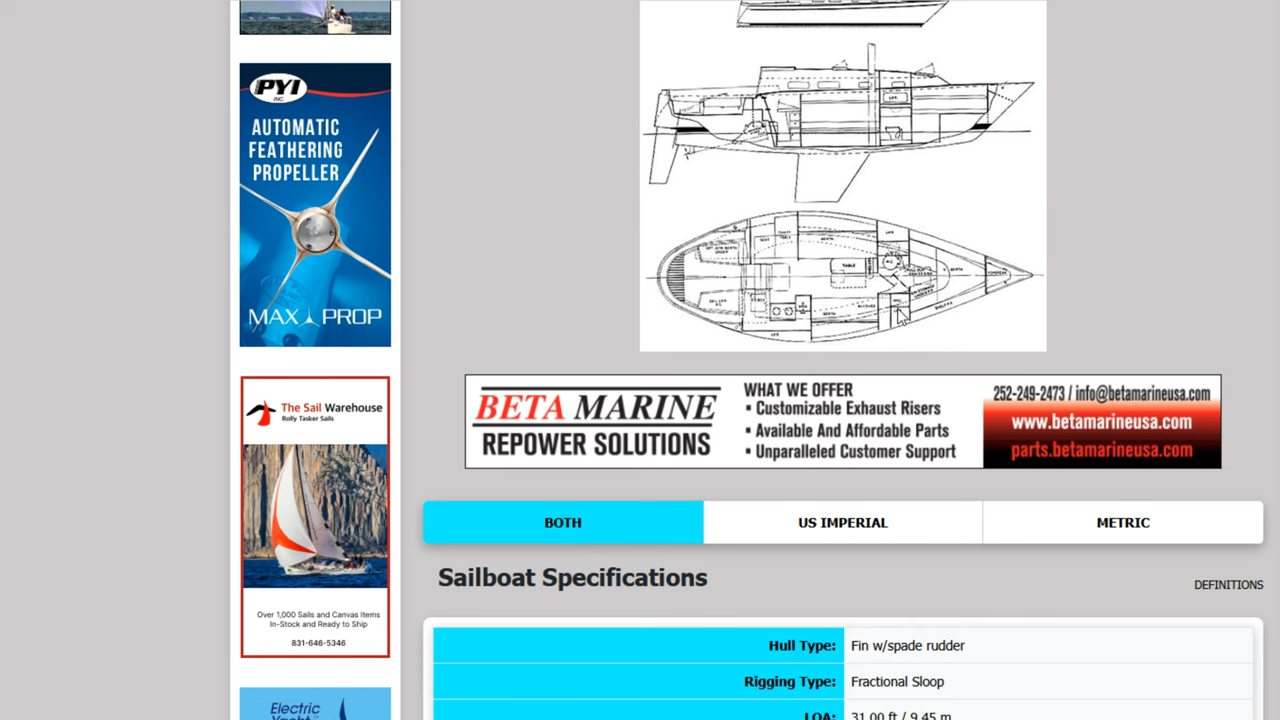 PYI
INC.
AUTOMATIC
FEATHERING
PROPELLER
MAX PROP
The Sail Warehouse
Rolly Tasker Sails
Over 1,000 Sails and Canvas Items
In-Stock and Ready to Ship
831-646-5346
Electric
Yacht
TABLE
BETA MARINE
REPOWER SOLUTIONS
WHAT WE OFFER
▪ Customizable Exhaust Risers
▪ Available And Affordable Parts
▪ Unparalleled Customer Support
252-249-2473 / info@betamarineusa.com
www.betamarineusa.com
parts.betamarineusa.com
BOTH
US IMPERIAL
METRIC
Sailboat Specifications
DEFINITIONS
Hull Type: Fin w/spade rudder
Rigging Type: Fractional Sloop
LOA: 31.00 ft / 9.45 m